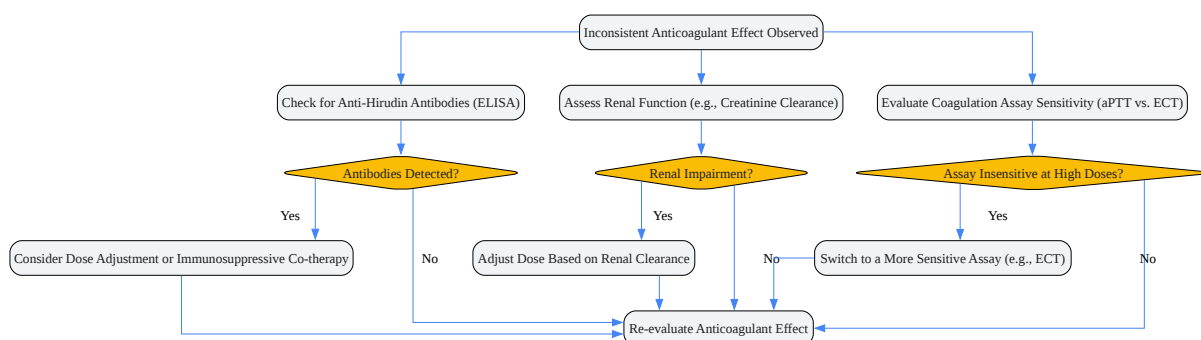 Inconsistent Anticoagulant Effect Observed
Check for Anti-Hirudin Antibodies (ELISA)
Assess Renal Function (e.g., Creatinine Clearance)
Evaluate Coagulation Assay Sensitivity (aPTT vs. ECT)
Antibodies Detected?
Renal Impairment?
Assay Insensitive at High Doses?
Yes
Yes
Yes
Consider Dose Adjustment or Immunosuppressive Co-therapy
No
Adjust Dose Based on Renal Clearance
No
Switch to a More Sensitive Assay (e.g., ECT)
No
Re-evaluate Anticoagulant Effect